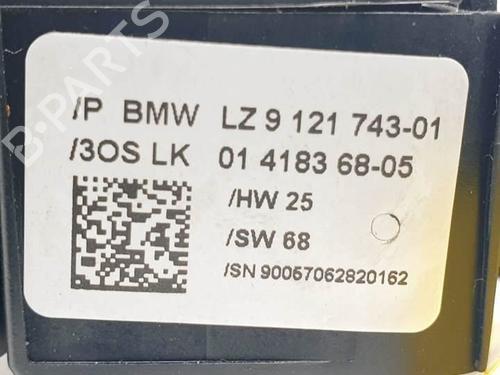 B-PARTS
/P BMW LZ 9 121 743-01
/3OS LK 01 4183 68-05
/HW 25
/SW 68
/SN 90057062820162